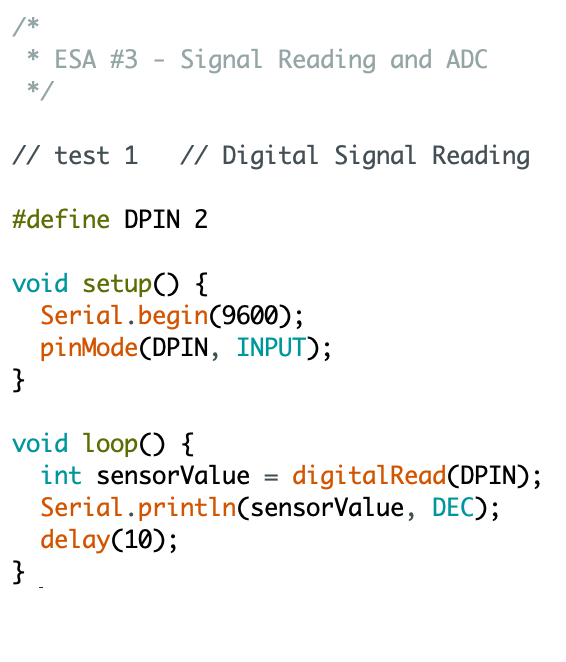 /*
 * ESA #3 - Signal Reading and ADC
 */
// test 1   // Digital Signal Reading
#define DPIN 2
void setup() {
  Serial.begin(9600);
  pinMode(DPIN, INPUT);
}
void loop() {
  int sensorValue = digitalRead(DPIN);
  Serial.println(sensorValue, DEC);
  delay(10);
}